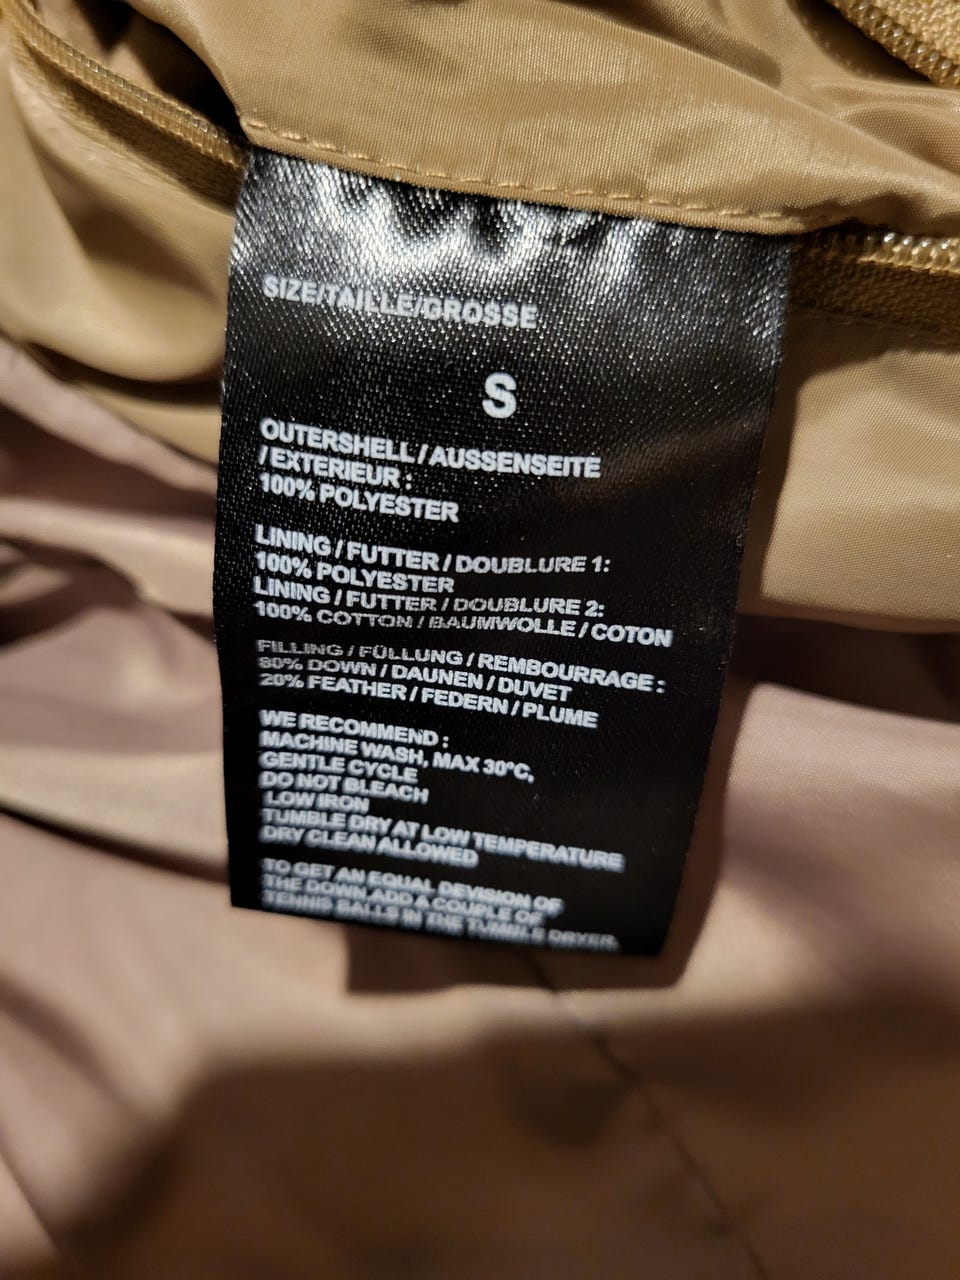 SIZE/TAILLE/GROSSE
S
OUTERSHELL / AUSSENSEITE
/ EXTERIEUR :
100% POLYESTER
LINING / FUTTER / DOUBLURE 1:
100% POLYESTER
LINING / FUTTER / DOUBLURE 2:
100% COTTON / BAUMWOLLE / COTON
FILLING / FÜLLUNG / REMBOURRAGE :
80% DOWN / DAUNEN / DUVET
20% FEATHER / FEDERN / PLUME
WE RECOMMEND :
MACHINE WASH, MAX 30°C,
GENTLE CYCLE
DO NOT BLEACH
LOW IRON
TUMBLE DRY AT LOW TEMPERATURE
DRY CLEAN ALLOWED
TO GET AN EQUAL DEVISION OF
THE DOWN,ADD A COUPLE OF
TENNIS BALLS IN THE TUMBLE DRYER.